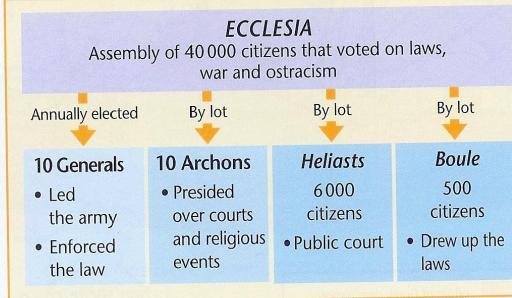 ECCLESIA
Assembly of 40 000 citizens that voted on laws,
war and ostracism
Annually elected
By lot
By lot
By lot
10 Generals
• Led
the army
• Enforced
the law
10 Archons
• Presided
over courts
and religious
events
Heliasts
6 000
citizens
• Public court
Boule
500
citizens
• Drew up the
laws